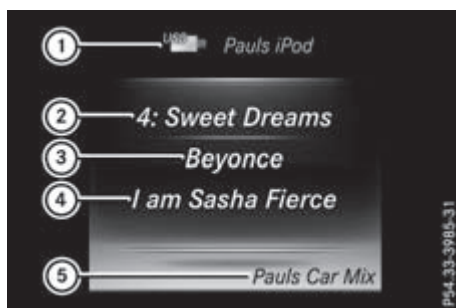 1 USB Pauls iPod
2 4: Sweet Dreams
3 Beyonce
4 I am Sasha Fierce
5 Pauls Car Mix
P54.33-3985-31